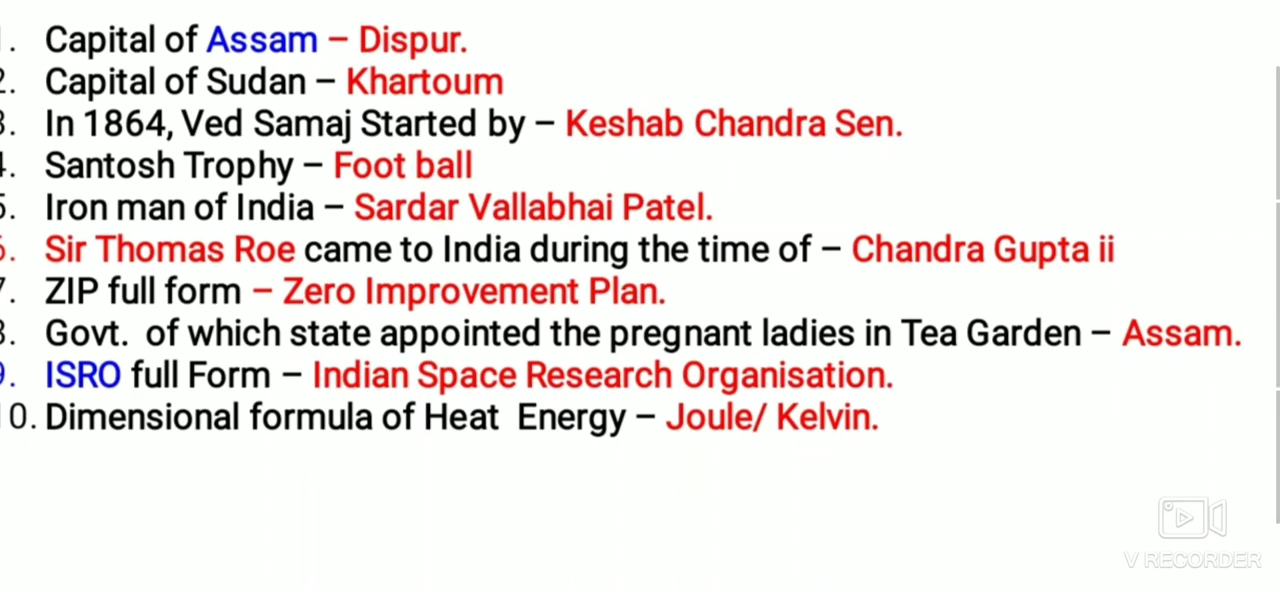 . Capital of Assam – Dispur.
2. Capital of Sudan – Khartoum
3. In 1864, Ved Samaj Started by – Keshab Chandra Sen.
4. Santosh Trophy – Foot ball
5. Iron man of India – Sardar Vallabhai Patel.
6. Sir Thomas Roe came to India during the time of – Chandra Gupta ii
7. ZIP full form – Zero Improvement Plan.
8. Govt. of which state appointed the pregnant ladies in Tea Garden – Assam.
9. ISRO full Form – Indian Space Research Organisation.
10. Dimensional formula of Heat Energy – Joule/ Kelvin.
V RECORDER